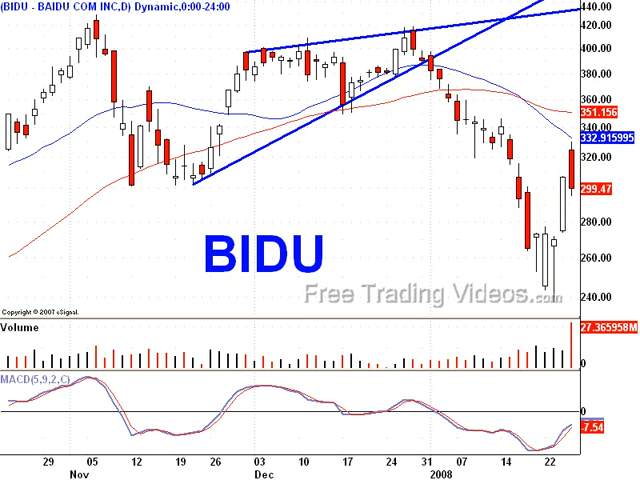 (BIDU - BAIDU COM INC,D) Dynamic,0:00-24:00
440.00
420.00
400.00
380.00
360.00
351.156
340.00
332.915995
320.00
299.47
280.00
260.00
240.00
BIDU
Free Trading Videos.com
Copyright © 2007 eSignal.
Volume
27.365958M
0
MACD(5,9,2,C)
0
-7.54
29 05 12 19 26 03 10 17 24 31 07 14 22
Nov Dec 2008